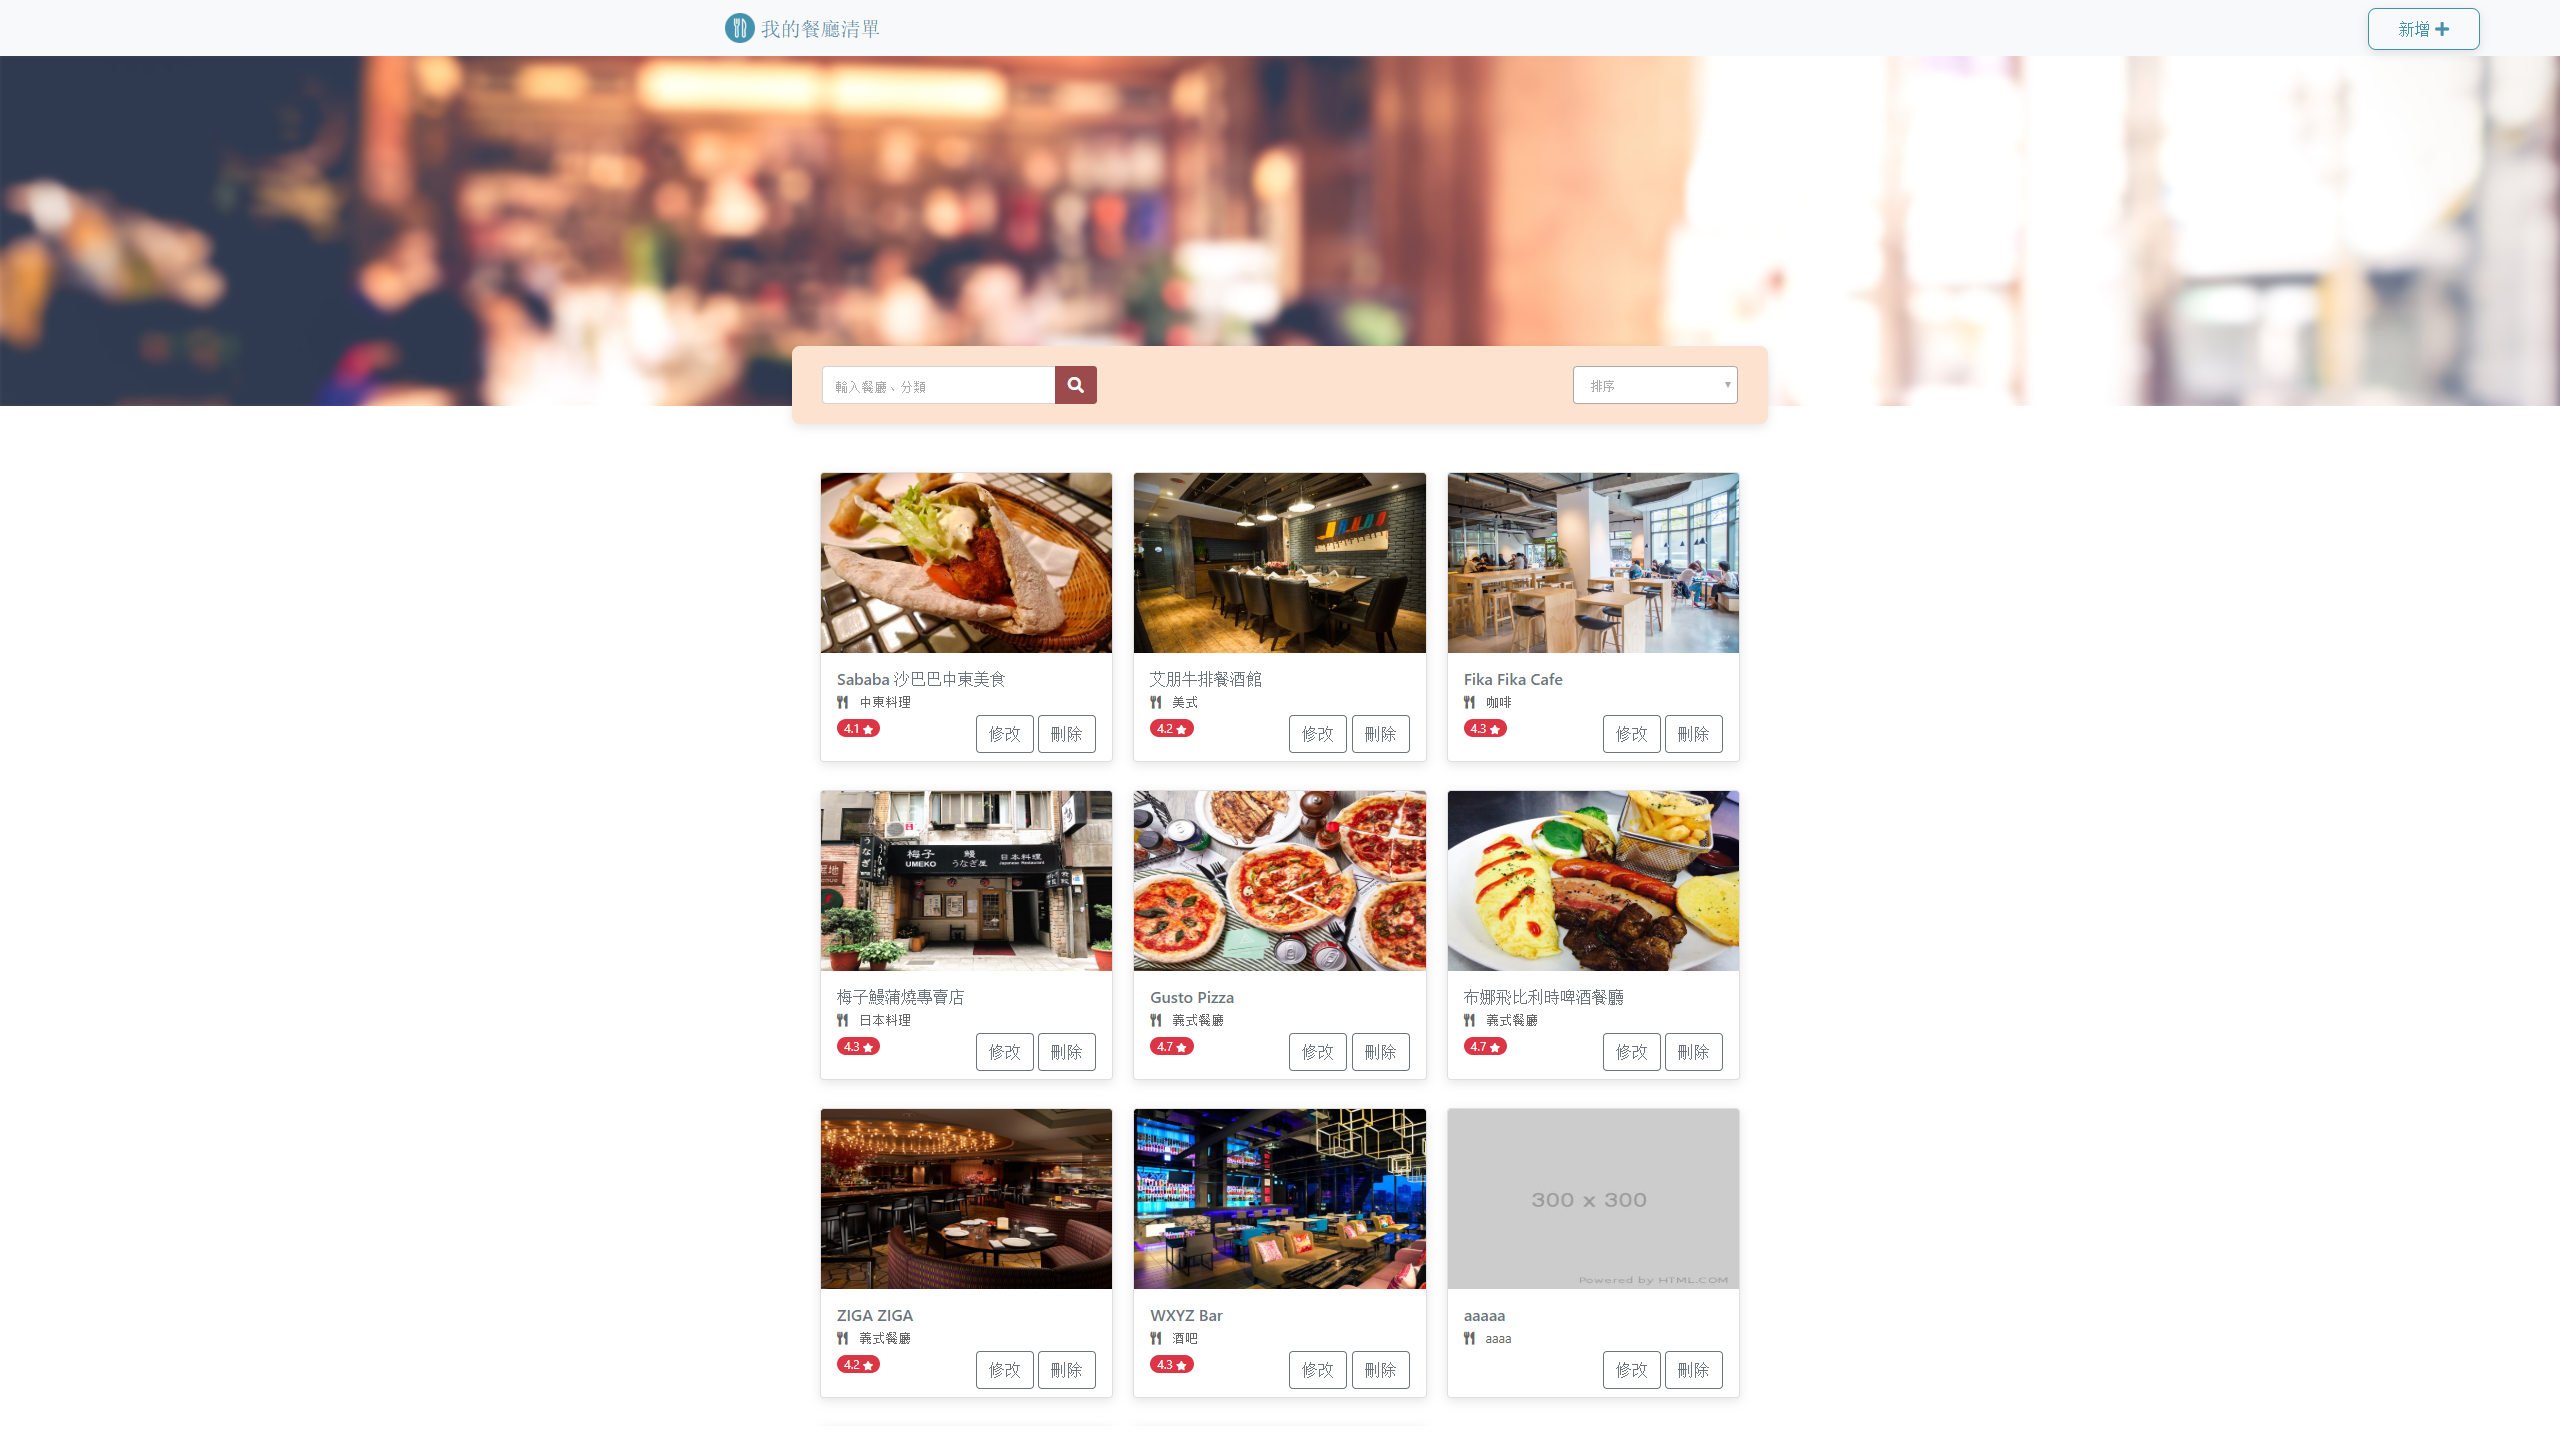 我的餐廳清單
新增
輸入餐廳、分類
排序
Sababa 沙巴巴中東美食
中東料理
4.1
修改 刪除
艾朋牛排餐酒館
美式
4.2
修改 刪除
Fika Fika Cafe
咖啡
4.3
修改 刪除
梅子 鰻 日本料理
UMEKO うなぎ屋 Japanese Restaurant
梅子鰻蒲燒專賣店
日本料理
4.3
修改 刪除
Gusto Pizza
義式餐廳
4.7
修改 刪除
布娜飛比利時啤酒餐廳
義式餐廳
4.7
修改 刪除
ZIGA ZIGA
義式餐廳
4.2
修改 刪除
WXYZ Bar
酒吧
4.3
修改 刪除
300 x 300
Powered by HTML.COM
aaaaa
aaaa
修改 刪除